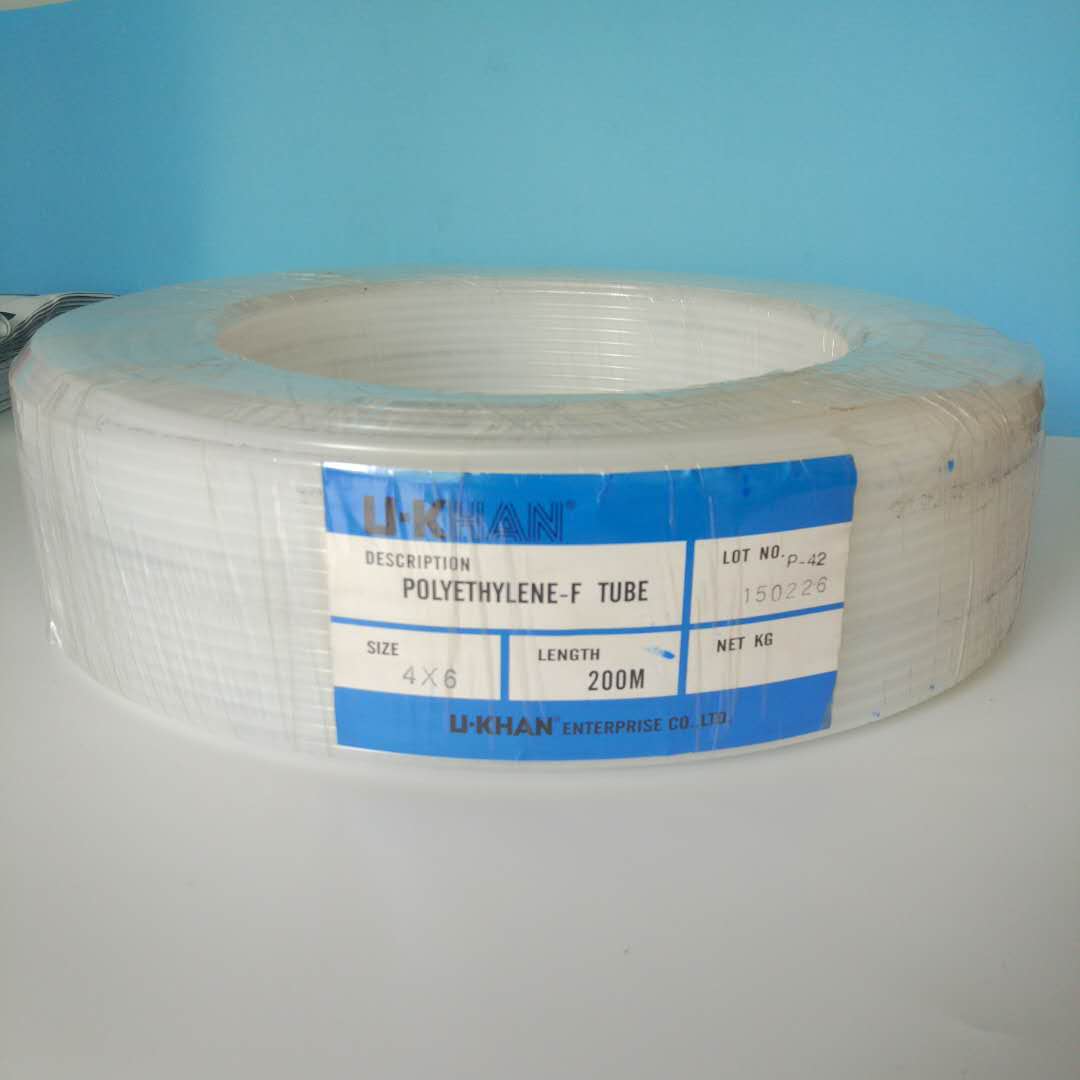 U·KHAN®
DESCRIPTION
POLYETHYLENE-F TUBE
LOT NO. P-42
150226
SIZE
4X6
LENGTH
200M
NET KG
U·KHAN® ENTERPRISE CO.,LTD.